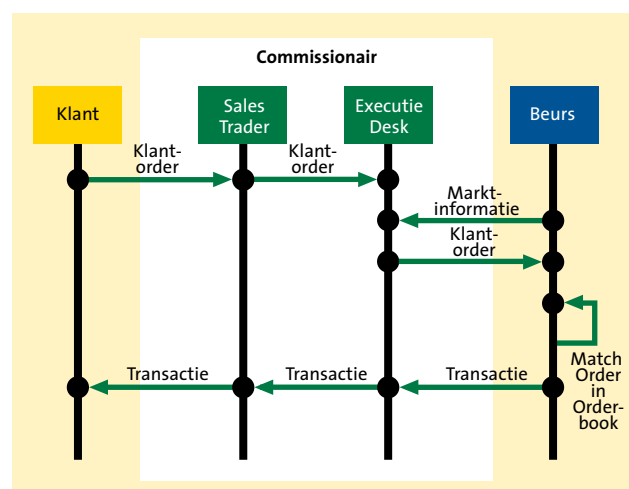 Commissionair
Klant
Sales
Trader
Executie
Desk
Beurs
Klant-
order
Klant-
order
Markt-
informatie
Klant-
order
Transactie
Transactie
Transactie
Match
Order
in
Order-
book